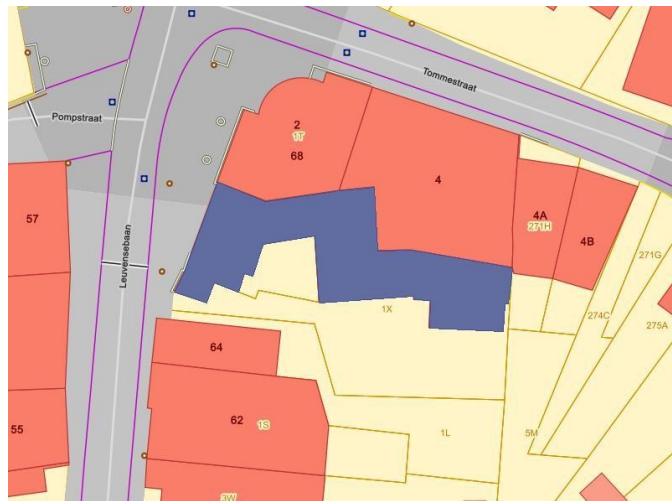 Tommestraat
Pompstraat
2
1T
68
4
4A
271H
4B
57
Leuvensebaan
271G
274C
275A
1X
64
62
1S
55
1L
5M
3W